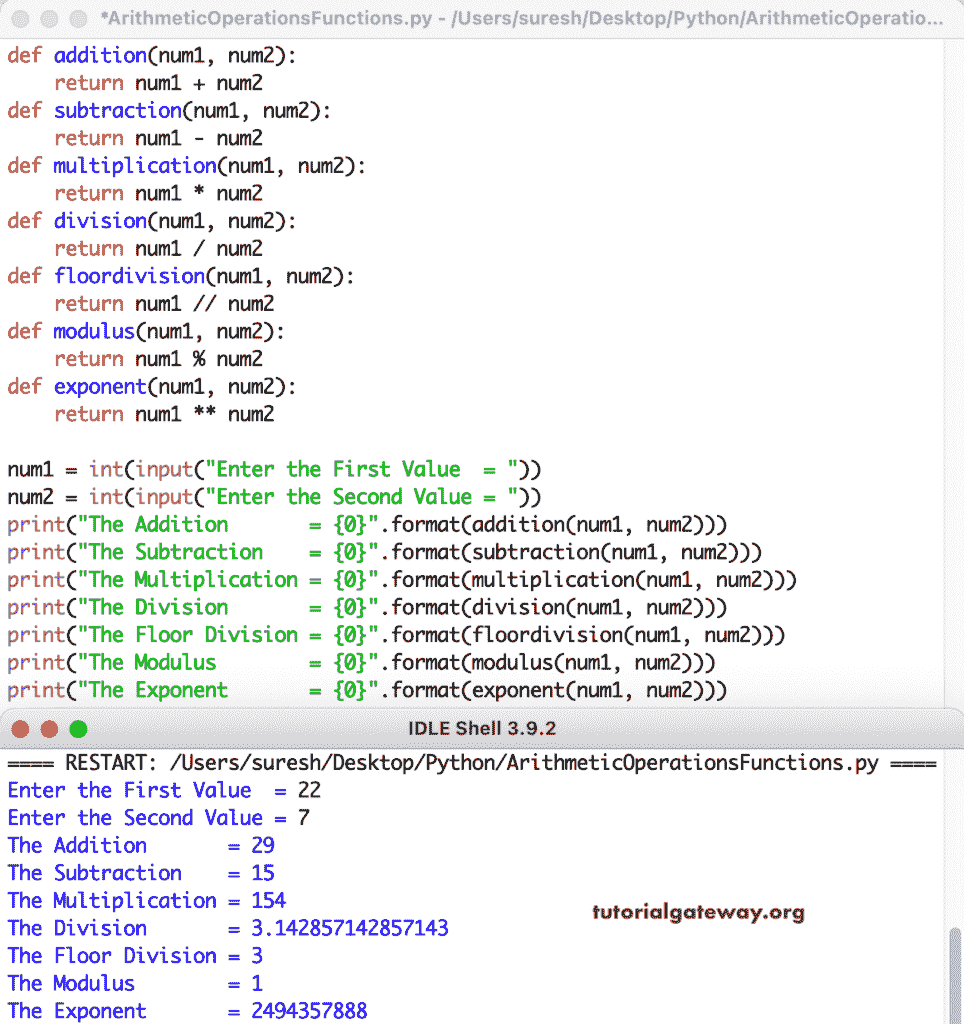 *ArithmeticOperationsFunctions.py - /Users/suresh/Desktop/Python/ArithmeticOperatio...
def addition(num1, num2):
    return num1 + num2
def subtraction(num1, num2):
    return num1 - num2
def multiplication(num1, num2):
    return num1 * num2
def division(num1, num2):
    return num1 / num2
def floordivision(num1, num2):
    return num1 // num2
def modulus(num1, num2):
    return num1 % num2
def exponent(num1, num2):
    return num1 ** num2

num1 = int(input("Enter the First Value  = "))
num2 = int(input("Enter the Second Value = "))
print("The Addition       = {0}".format(addition(num1, num2)))
print("The Subtraction    = {0}".format(subtraction(num1, num2)))
print("The Multiplication = {0}".format(multiplication(num1, num2)))
print("The Division       = {0}".format(division(num1, num2)))
print("The Floor Division = {0}".format(floordivision(num1, num2)))
print("The Modulus        = {0}".format(modulus(num1, num2)))
print("The Exponent       = {0}".format(exponent(num1, num2)))
IDLE Shell 3.9.2
==== RESTART: /Users/suresh/Desktop/Python/ArithmeticOperationsFunctions.py ====
Enter the First Value  = 22
Enter the Second Value = 7
The Addition       = 29
The Subtraction    = 15
The Multiplication = 154
tutorialgateway.org
The Division       = 3.142857142857143
The Floor Division = 3
The Modulus        = 1
The Exponent       = 2494357888